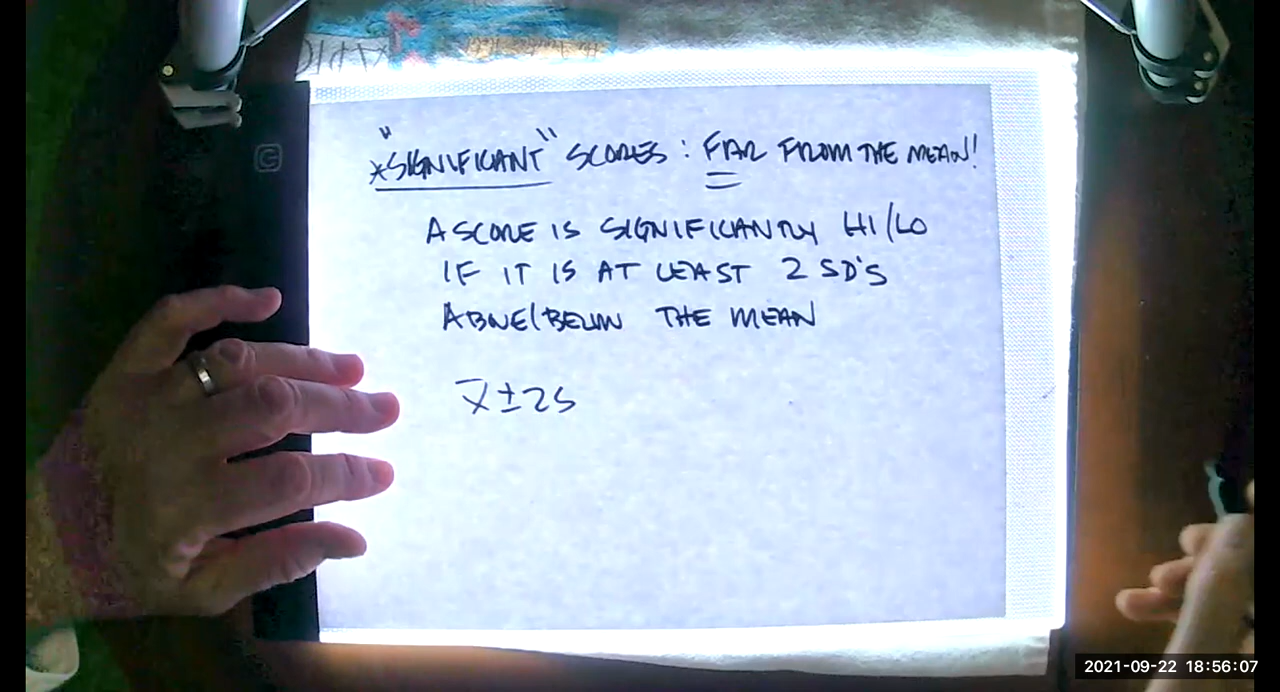 *"SIGNIFICANT" SCORES: FAR FROM THE MEAN!
A SCORE IS SIGNIFICANTLY HI/LO
IF IT IS AT LEAST 2 SD'S
ABOVE/BELOW THE MEAN
x̄ ± 2s
2021-09-22 18:56:07